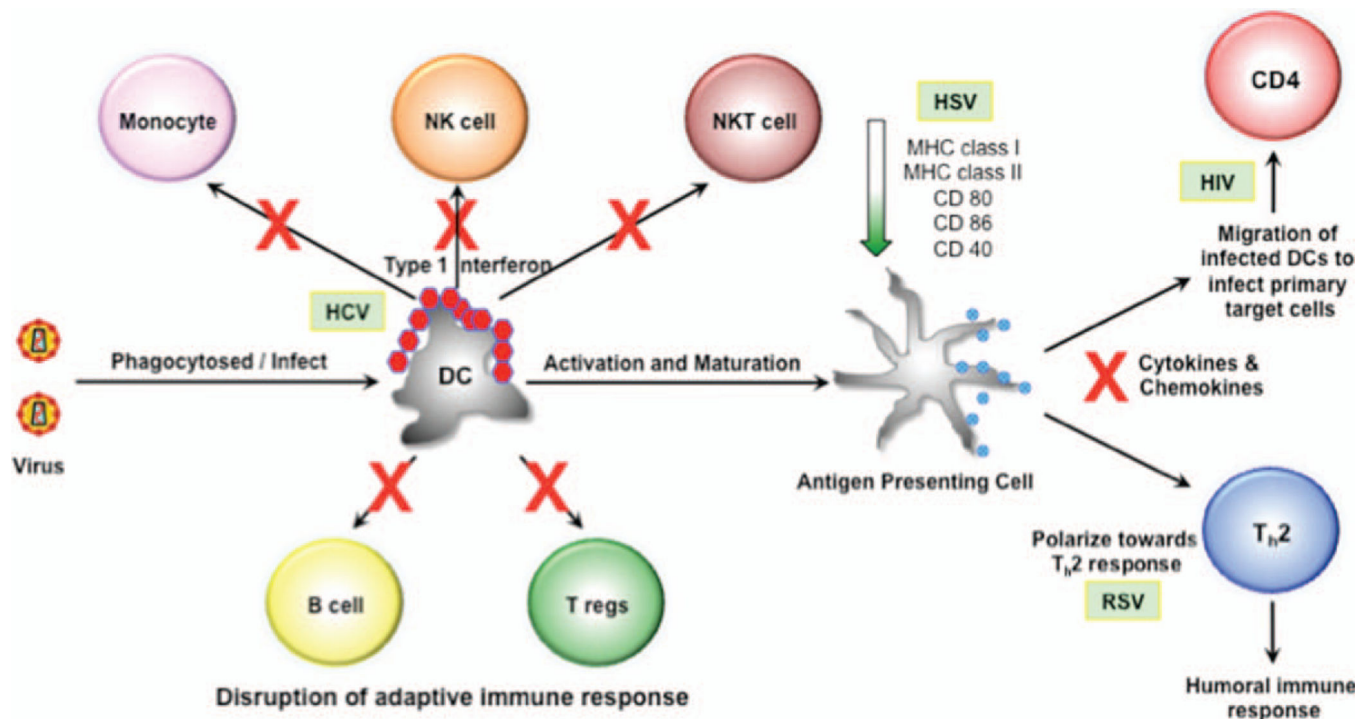 Monocyte
NK cell
NKT cell
HSV
MHC class I
MHC class II
CD 80
CD 86
CD 40
CD4
HIV
Migration of
infected DCs to
infect primary
target cells
Type 1 Interferon
HCV
Phagocytosed / Infect
DC
Activation and Maturation
Cytokines &
Chemokines
Virus
Antigen Presenting Cell
B cell
T regs
Polarize towards
Th2 response
RSV
Th2
Disruption of adaptive immune response
Humoral immune
response